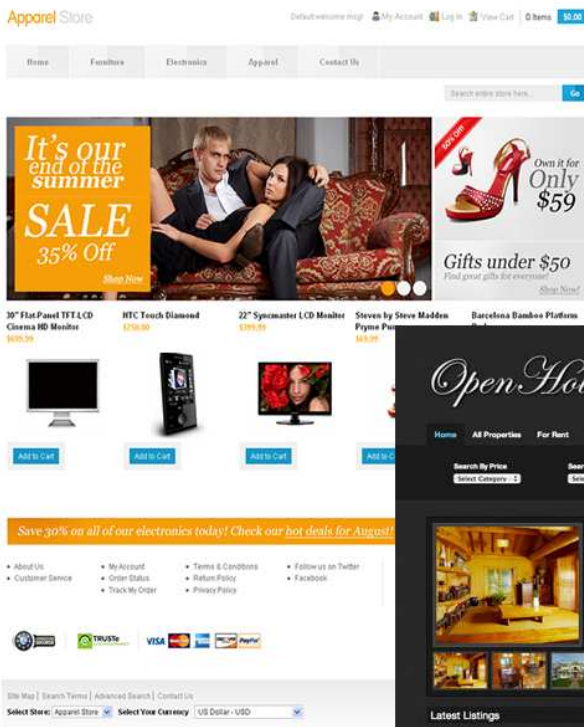 Apparel Store
Default welcome msg! My Account Log In View Cart 0 Items $0.00
Home Furniture Electronics Apparel Contact Us
Search entire store here... Go
It's our
end of the
summer
SALE
35% Off
Shop Now
50% Off
Own it for
Only
$59
Gifts under $50
Find great gifts for everyone!
Shop Now!
30" Flat-Panel TFT-LCD
Cinema HD Monitor
$699.99
HTC Touch Diamond
$750.00
22" Syncmaster LCD Monitor
$399.99
Steven by Steve Madden
Pryme
$69.99
Barcelona Bamboo Platform
Add to Cart
Add to Cart
Add to Cart
Add to
Save 30% on all of our electronics today! Check our hot deals for August!
About Us
Customer Service
My Account
Order Status
Track My Order
Terms & Conditions
Return Policy
Privacy Policy
Follow us on Twitter
Facebook
TRUSTe
VISA
PayPal
Site Map | Search Terms | Advanced Search | Contact Us
Select Store: Apparel Store Select Your Currency US Dollar - USD
Open
Home All Properties For Rent
Search By Price
Select Category
Latest Listings